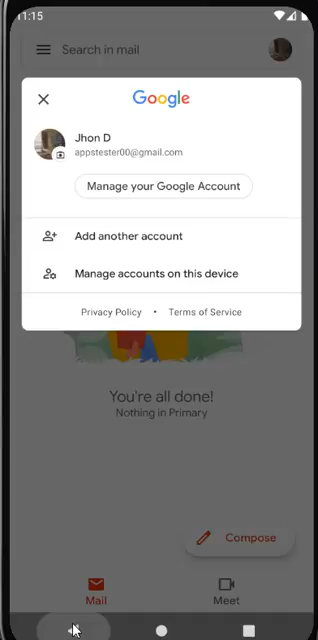 11:15
Search in mail
Google
Jhon D
appstester00@gmail.com
Manage your Google Account
Add another account
Manage accounts on this device
Privacy Policy • Terms of Service
You're all done!
Nothing in Primary
Compose
Mail Meet